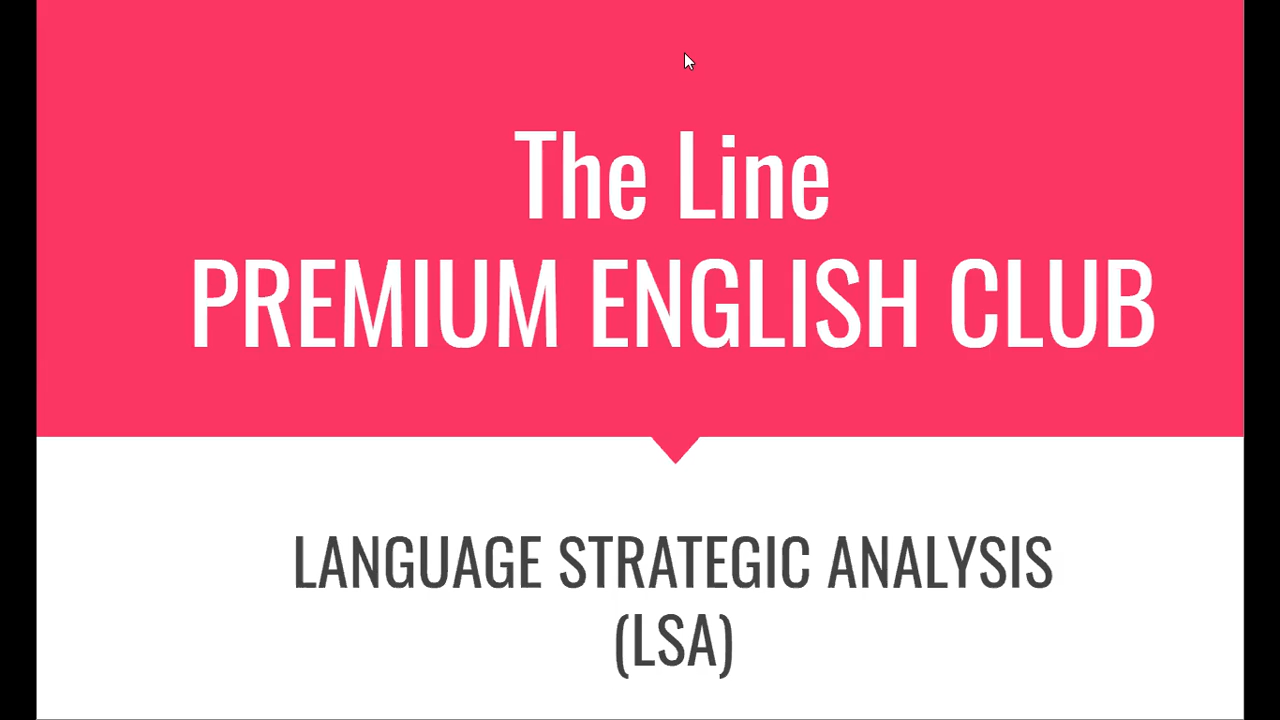 The Line
PREMIUM ENGLISH CLUB
LANGUAGE STRATEGIC ANALYSIS
(LSA)